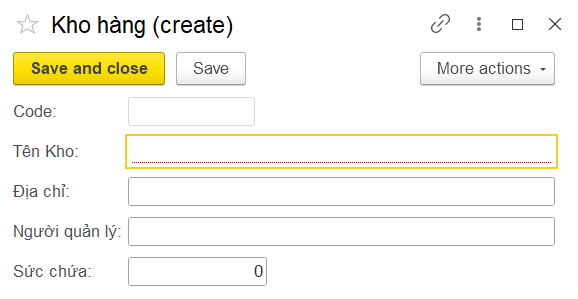 Kho hàng (create)
Save and close Save More actions
Code:
Tên Kho:
Địa chỉ:
Người quản lý:
Sức chứa: 0